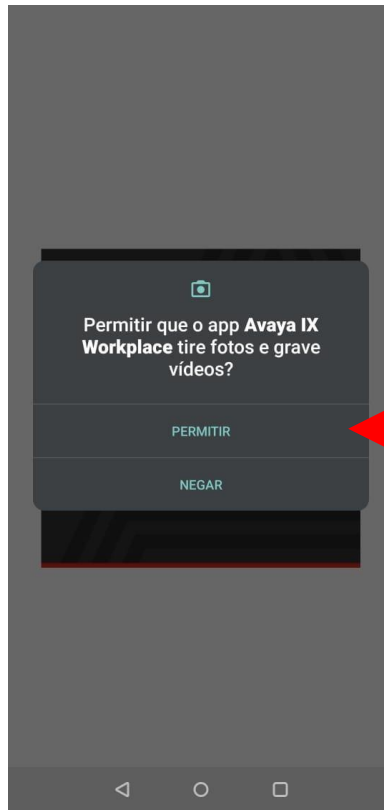 Permitir que o app Avaya IX
Workplace tire fotos e grave
vídeos?
PERMITIR
NEGAR